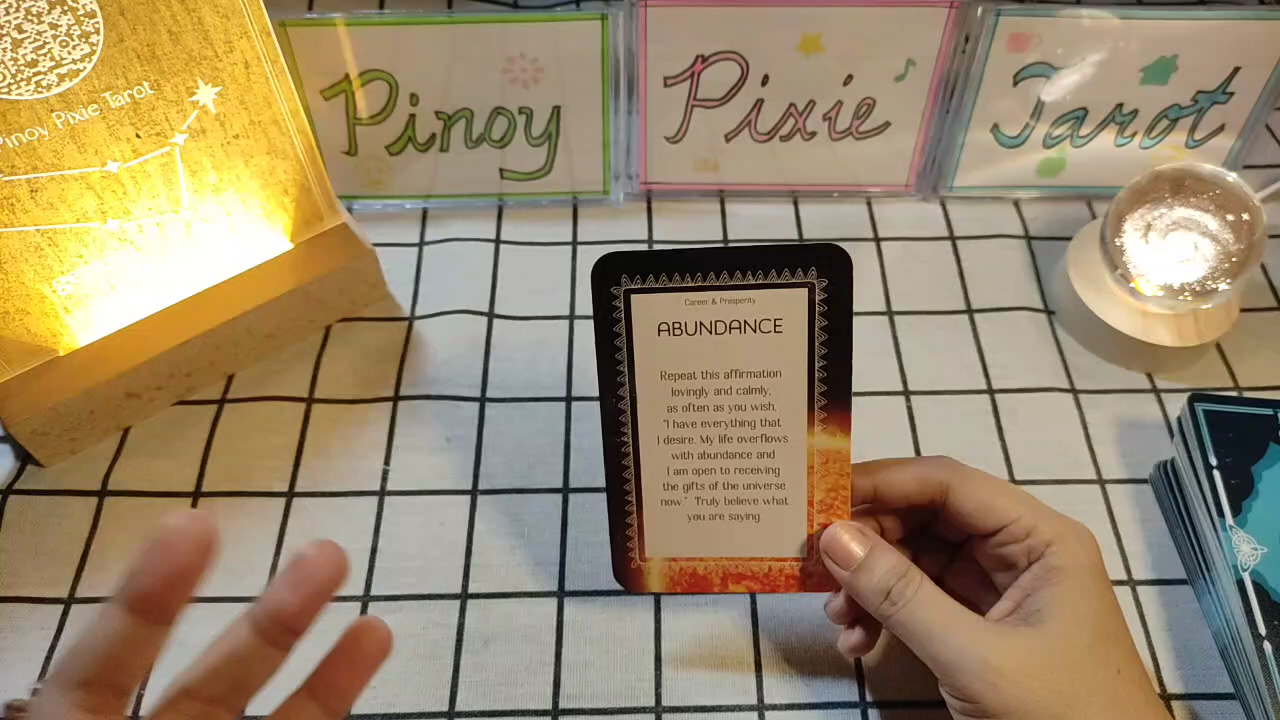 Pinoy Pixie Tarot
Pinoy
Pixie
Tarot
Career & Prosperity
ABUNDANCE
Repeat this affirmation
lovingly and calmly,
as often as you wish,
"I have everything that
I desire. My life overflows
with abundance and
I am open to receiving
the gifts of the universe
now." Truly believe what
you are saying